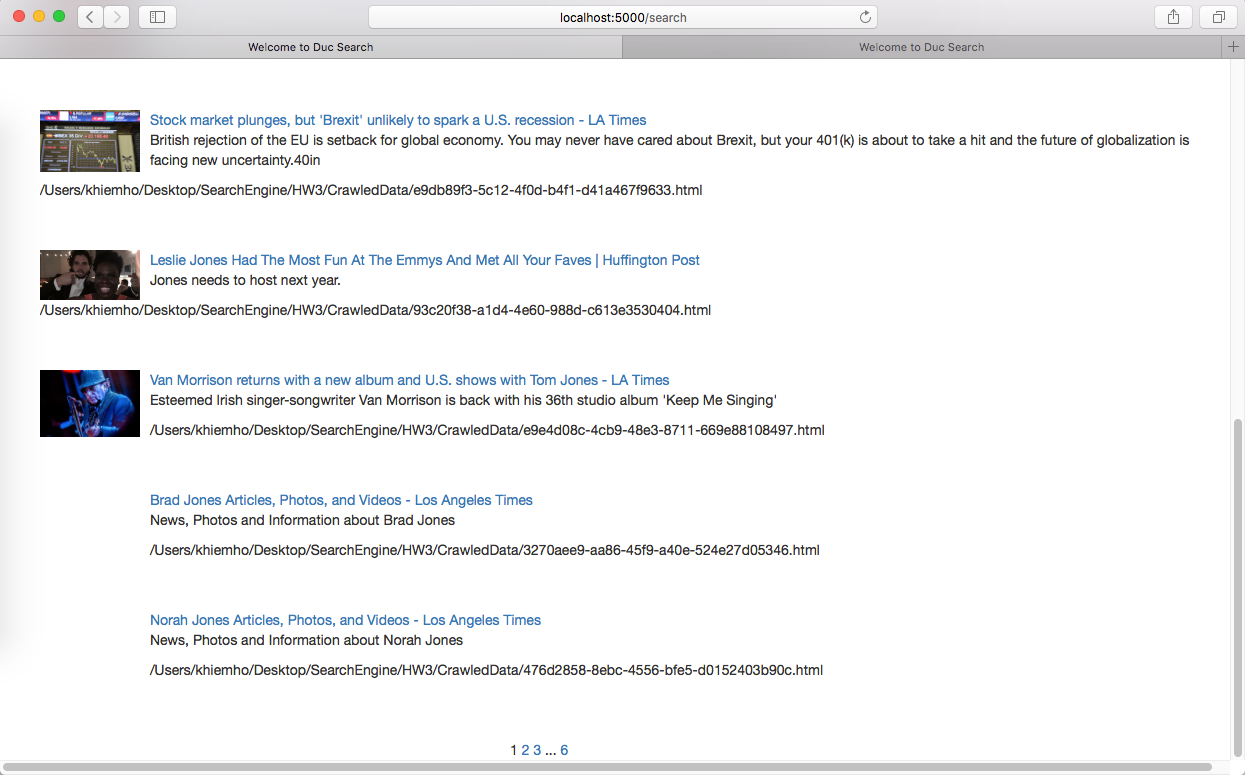 localhost:5000/search
Welcome to Duc Search
Welcome to Duc Search
Stock market plunges, but 'Brexit' unlikely to spark a U.S. recession - LA Times
British rejection of the EU is setback for global economy. You may never have cared about Brexit, but your 401(k) is about to take a hit and the future of globalization is
facing new uncertainty.40in
/Users/khiemho/Desktop/SearchEngine/HW3/CrawledData/e9db89f3-5c12-4f0d-b4f1-d41a467f9633.html
Leslie Jones Had The Most Fun At The Emmys And Met All Your Faves | Huffington Post
Jones needs to host next year.
/Users/khiemho/Desktop/SearchEngine/HW3/CrawledData/93c20f38-a1d4-4e60-988d-c613e3530404.html
Van Morrison returns with a new album and U.S. shows with Tom Jones - LA Times
Esteemed Irish singer-songwriter Van Morrison is back with his 36th studio album 'Keep Me Singing'
/Users/khiemho/Desktop/SearchEngine/HW3/CrawledData/e9e4d08c-4cb9-48e3-8711-669e88108497.html
Brad Jones Articles, Photos, and Videos - Los Angeles Times
News, Photos and Information about Brad Jones
/Users/khiemho/Desktop/SearchEngine/HW3/CrawledData/3270aee9-aa86-45f9-a40e-524e27d05346.html
Norah Jones Articles, Photos, and Videos - Los Angeles Times
News, Photos and Information about Norah Jones
/Users/khiemho/Desktop/SearchEngine/HW3/CrawledData/476d2858-8ebc-4556-bfe5-d0152403b90c.html
1 2 3 ... 6